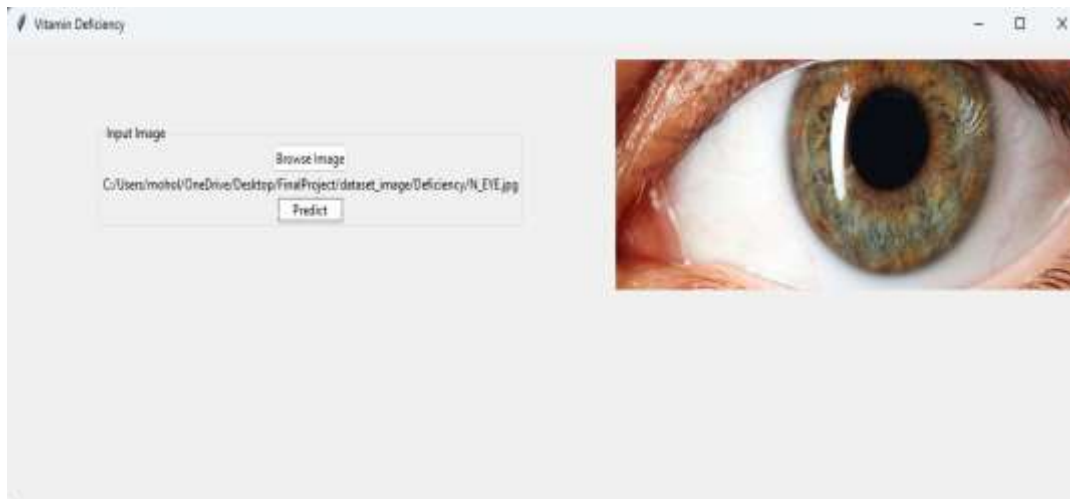 Vitamin Deficiency
Input Image
Browse Image
C:/Users/mohol/OneDrive/Desktop/FinalProject/dataset_image/Deficiency/N_EYE.jpg
Predict